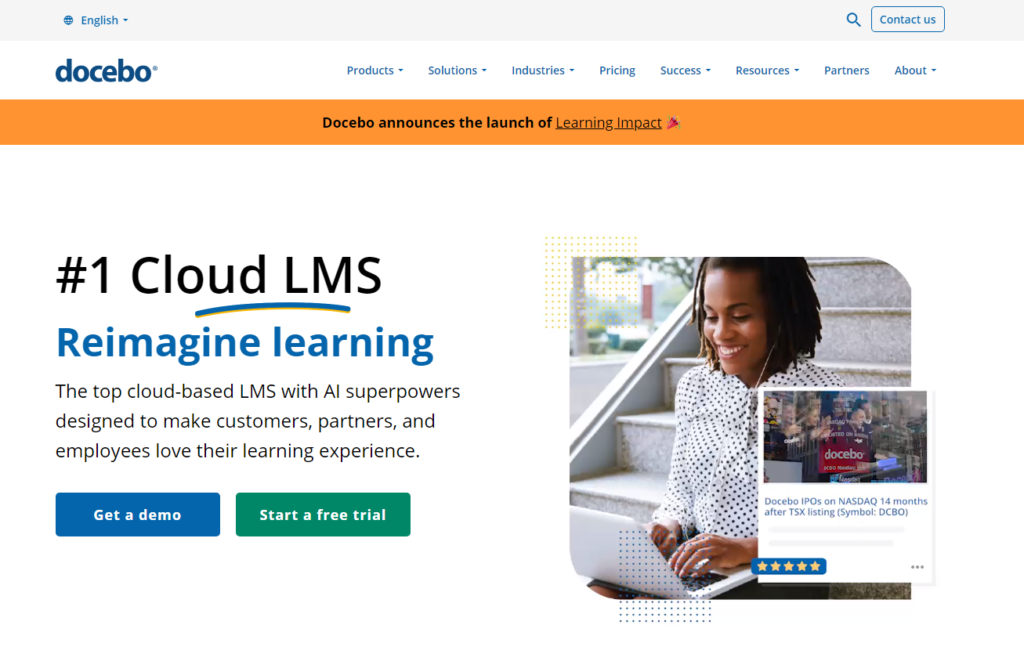 English
Contact us
docebo®
Products
Solutions
Industries
Pricing
Success
Resources
Partners
About
Docebo announces the launch of Learning Impact 🎉
#1 Cloud LMS
Reimagine learning
The top cloud-based LMS with AI superpowers
designed to make customers, partners, and
employees love their learning experience.
Get a demo
Start a free trial
docebo
Docebo IPOs on NASDAQ 14 months
after TSX listing (Symbol: DCBO)